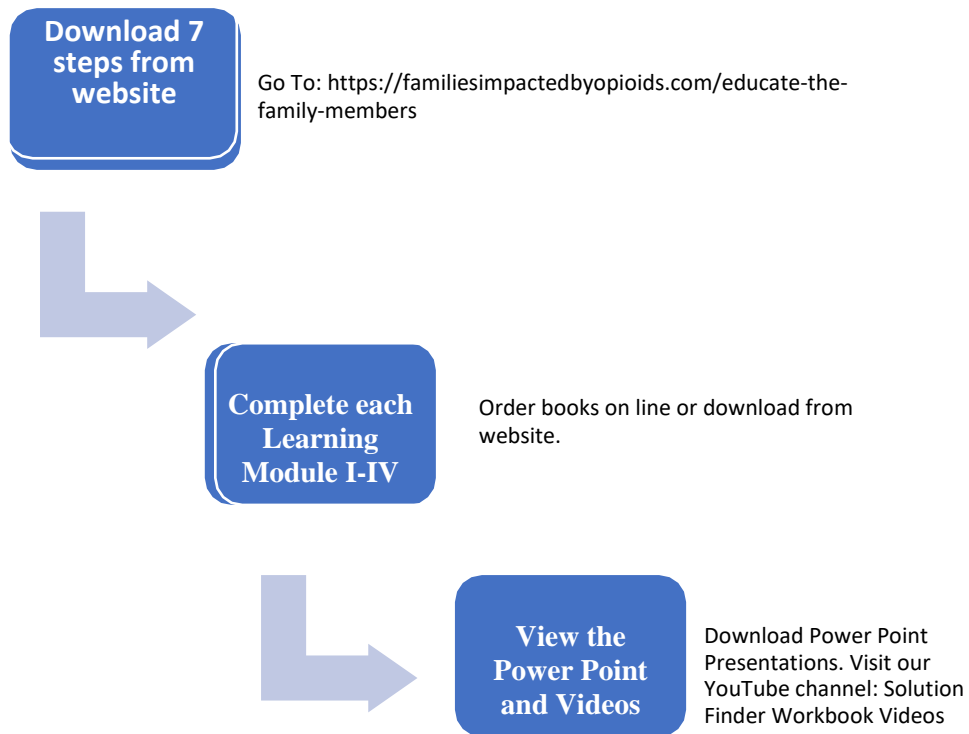 Download 7
steps from
website
Go To: https://familiesimpactedbyopioids.com/educate-the-
family-members
Complete each
Learning
Module I-IV
Order books on line or download from
website.
View the
Power Point
and Videos
Download Power Point
Presentations. Visit our
YouTube channel: Solution
Finder Workbook Videos